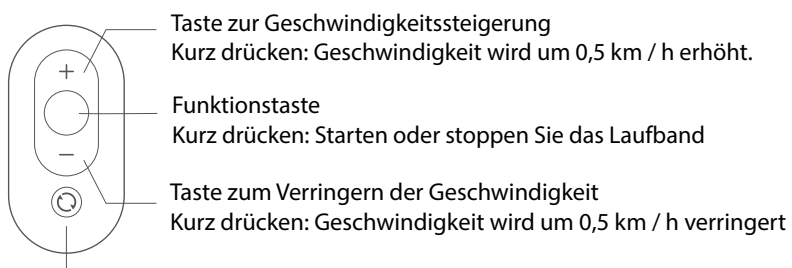 Taste zur Geschwindigkeitssteigerung
Kurz drücken: Geschwindigkeit wird um 0,5 km / h erhöht.
+
Funktionstaste
Kurz drücken: Starten oder stoppen Sie das Laufband
–
Taste zum Verringern der Geschwindigkeit
Kurz drücken: Geschwindigkeit wird um 0,5 km / h verringert